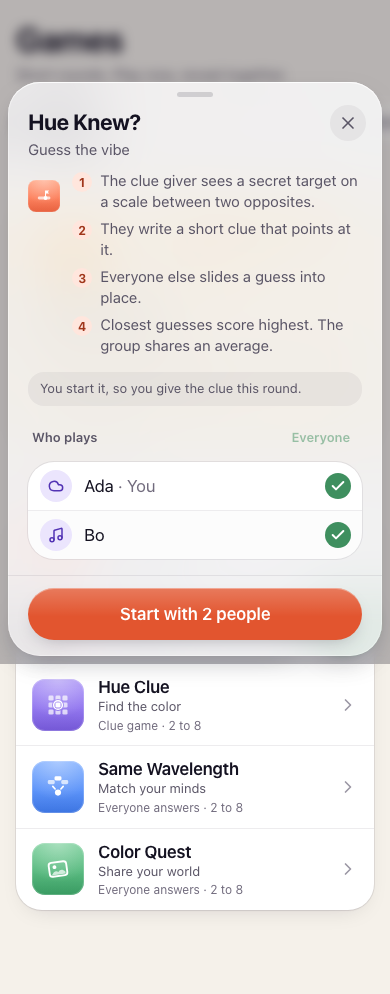 Games
Hue Knew?
Guess the vibe
1 The clue giver sees a secret target on
a scale between two opposites.
2 They write a short clue that points at
it.
3 Everyone else slides a guess into
place.
4 Closest guesses score highest. The
group shares an average.
You start it, so you give the clue this round.
Who plays Everyone
Ada · You
Bo
Start with 2 people
Hue Clue
Find the color
Clue game · 2 to 8
Same Wavelength
Match your minds
Everyone answers · 2 to 8
Color Quest
Share your world
Everyone answers · 2 to 8